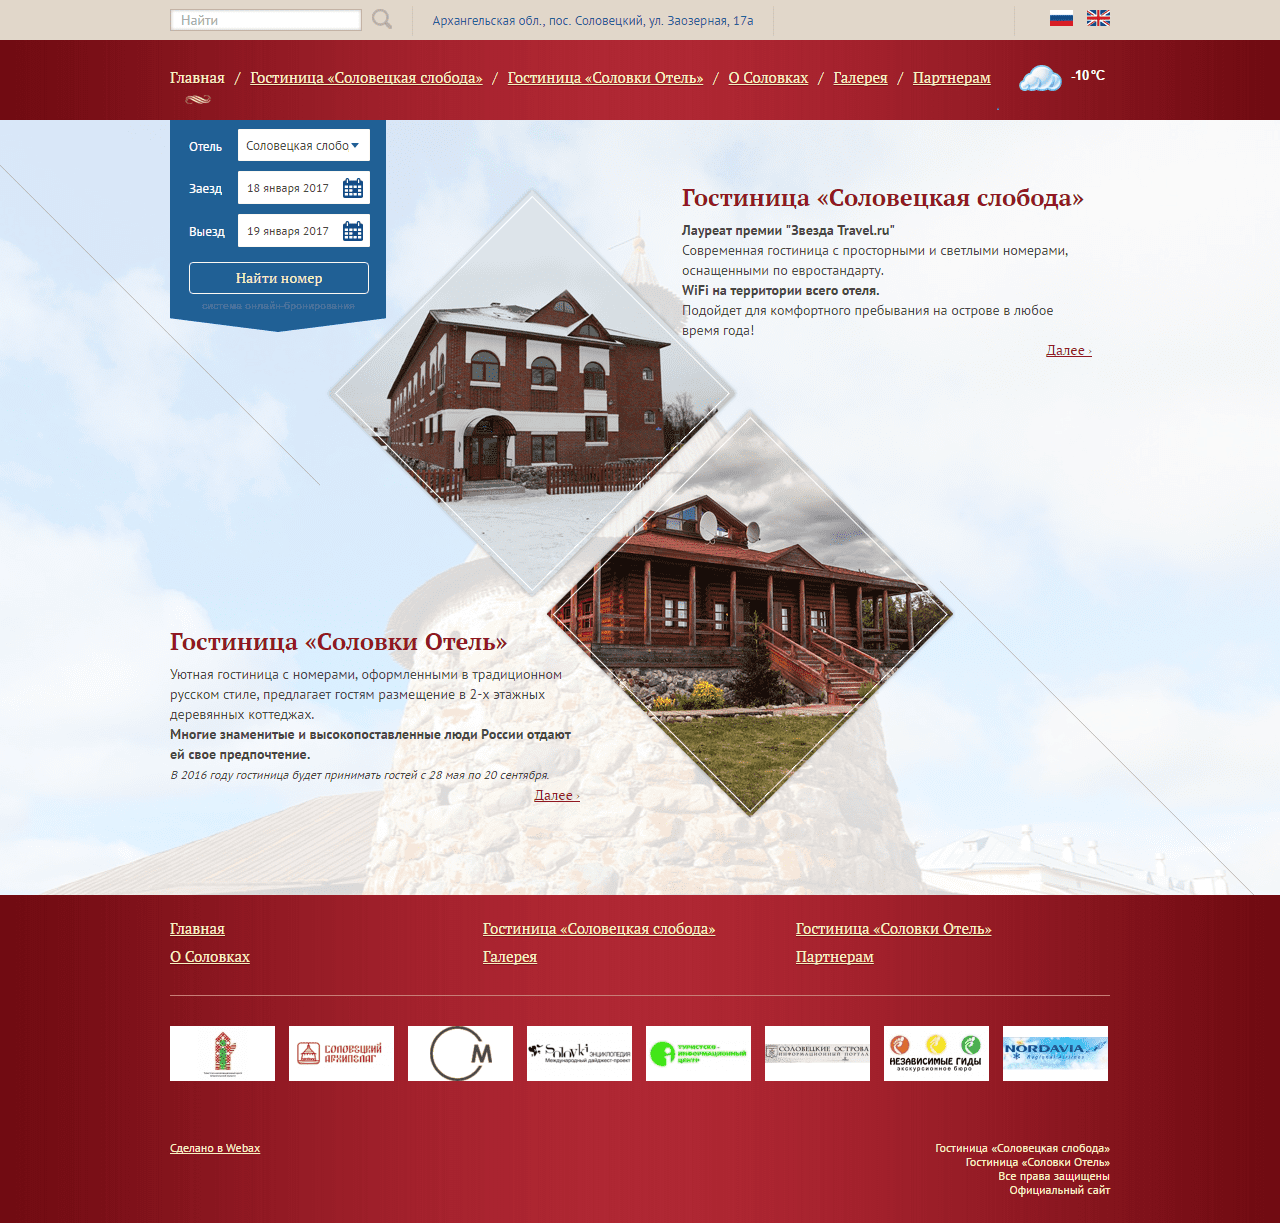 Найти
Архангельская обл., пос. Соловецкий, ул. Заозерная, 17а
Главная / Гостиница «Соловецкая слобода» / Гостиница «Соловки Отель» / О Соловках / Галерея / Партнерам
-10°C
Отель
Соловецкая слобо
Заезд
18 января 2017
Выезд
19 января 2017
Найти номер
система онлайн-бронирования
Гостиница «Соловецкая слобода»
Лауреат премии "Звезда Travel.ru"
Современная гостиница с просторными и светлыми номерами,
оснащенными по евростандарту.
WiFi на территории всего отеля.
Подойдет для комфортного пребывания на острове в любое
время года!
Далее ›
Гостиница «Соловки Отель»
Уютная гостиница с номерами, оформленными в традиционном
русском стиле, предлагает гостям размещение в 2-х этажных
деревянных коттеджах.
Многие знаменитые и высокопоставленные люди России отдают
ей свое предпочтение.
В 2016 году гостиница будет принимать гостей с 28 мая по 20 сентября.
Далее ›
Главная
Гостиница «Соловецкая слобода»
Гостиница «Соловки Отель»
О Соловках
Галерея
Партнерам
СОЛОВЕЦКИЙ
АРХИПЕЛАГ
М
Solovki ЭНЦИКЛОПЕДИЯ
Международный дайджест-проект
ТУРИСТСКО-
ИНФОРМАЦИОННЫЙ
ЦЕНТР
СОЛОВЕЦКИЕ ОСТРОВА
ИНФОРМАЦИОННЫЙ ПОРТАЛ
НЕЗАВИСИМЫЕ ГИДЫ
экскурсионное бюро
NORDAVIA
Regional Airlines
Сделано в Webax
Гостиница «Соловецкая слобода»
Гостиница «Соловки Отель»
Все права защищены
Официальный сайт